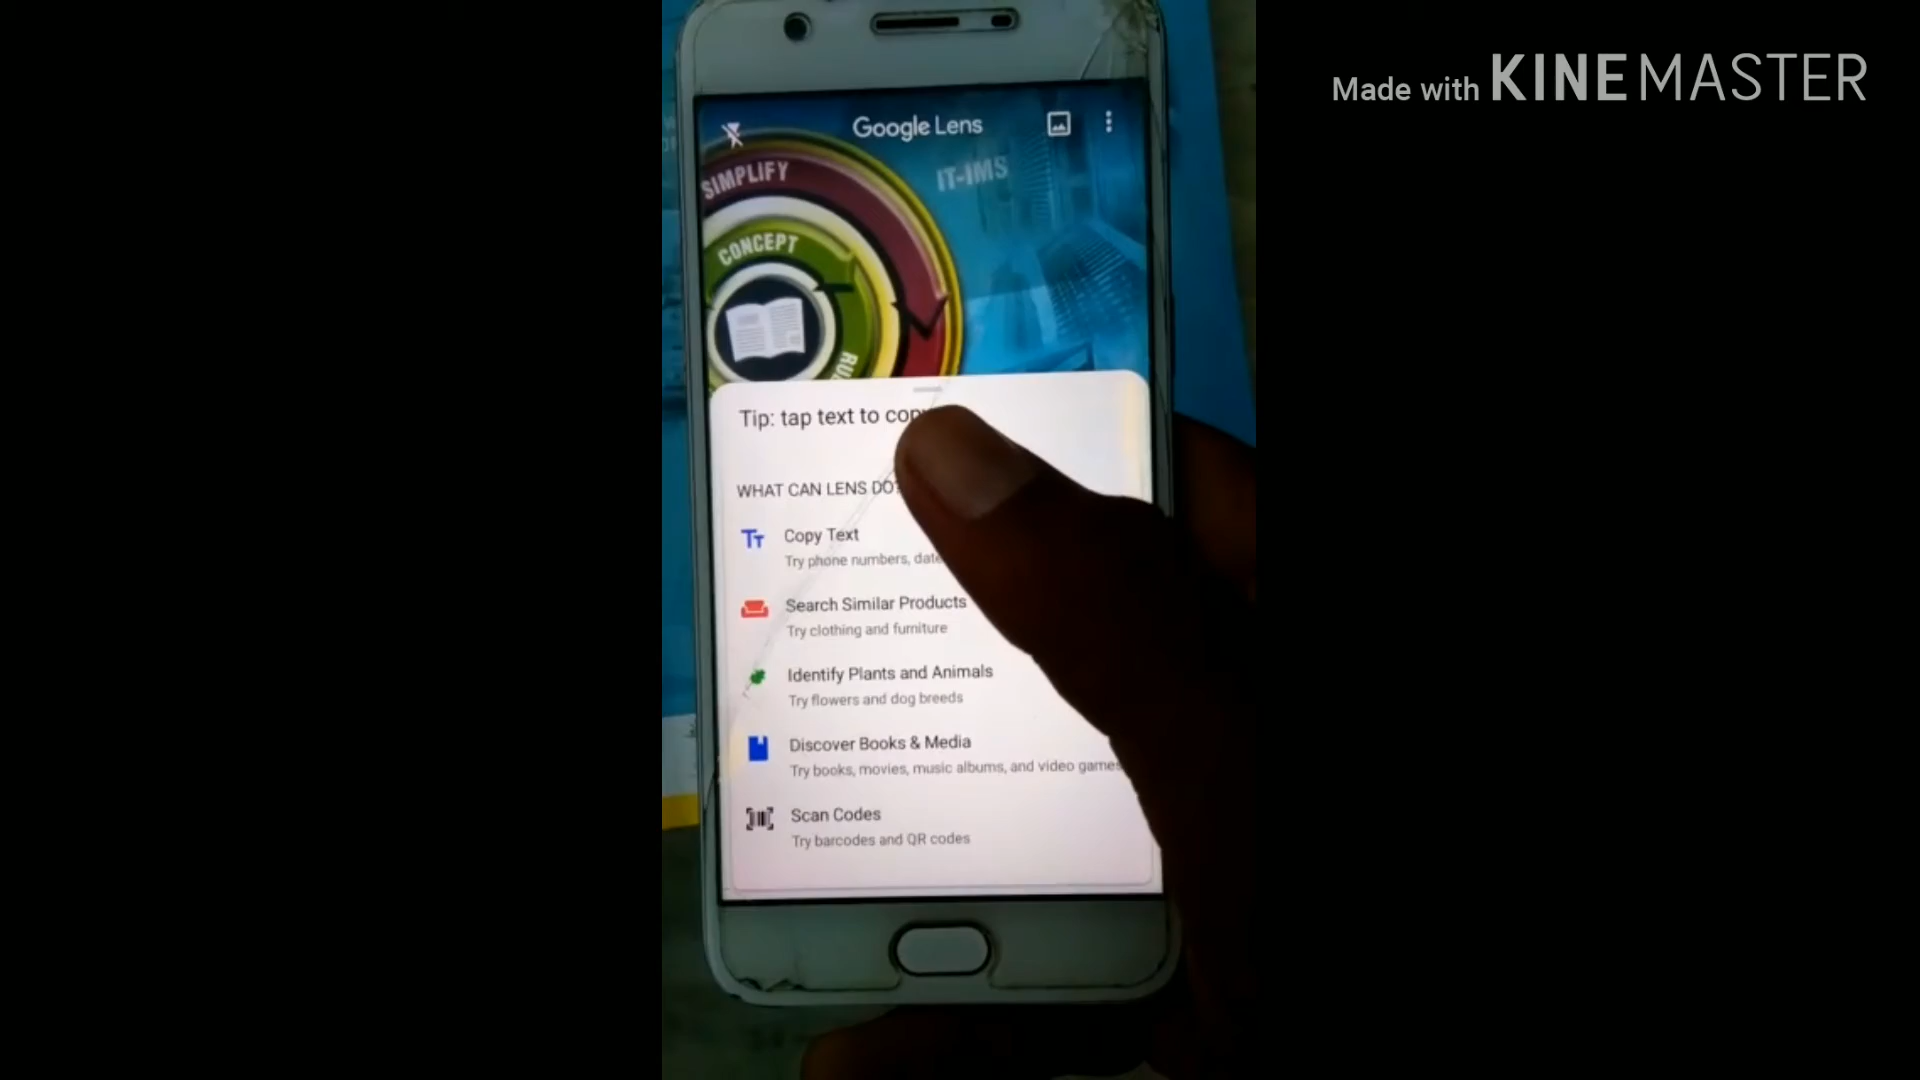 Made with KINEMASTER
Google Lens
SIMPLIFY
IT-IMS
CONCEPT
Tip: tap text to
WHAT CAN LENS DO?
Copy Text
Try phone numbers,
Search Similar Products
Try clothing and furniture
Identify Plants and Animals
Try flowers and dog breeds
Discover Books & Media
Try books, movies, music albums, and video games
Scan Codes
Try barcodes and QR codes